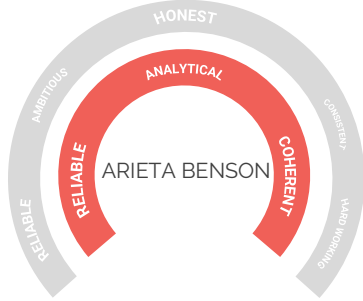 RELIABLE
AMBITIOUS
HONEST
CONSISTENT
HARD WORKING
RELIABLE
ANALYTICAL
COHERENT
ARIETA BENSON